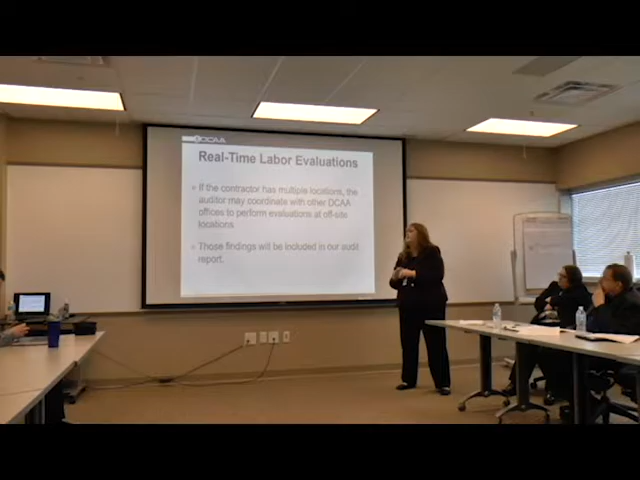 DCAA
Real-Time Labor Evaluations
If the contractor has multiple locations, the
auditor may coordinate with other DCAA
offices to perform evaluations at off-site
locations.
Those findings will be included in our audit
report.